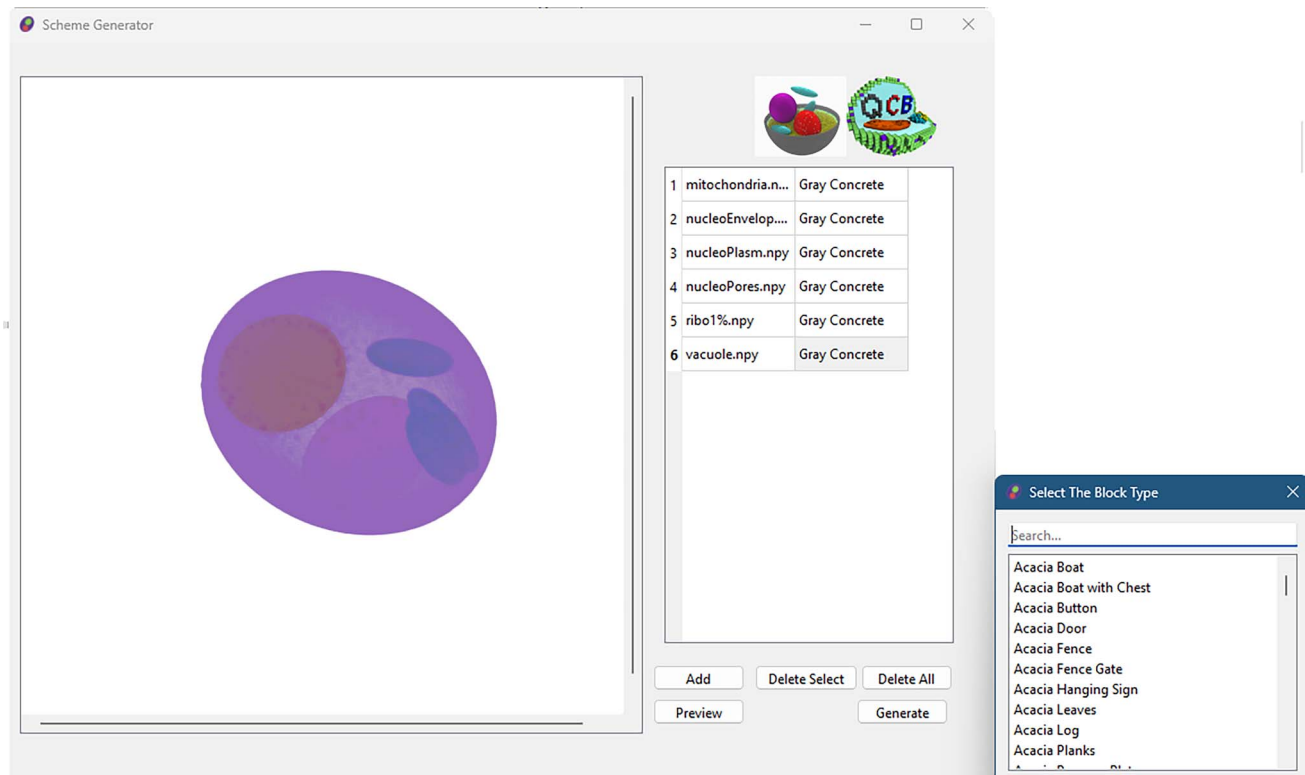 Scheme Generator
QCB
1 mitochondria.n... Gray Concrete
2 nucleoEnvelop.... Gray Concrete
3 nucleoPlasm.npy Gray Concrete
4 nucleoPores.npy Gray Concrete
5 ribo1%.npy Gray Concrete
6 vacuole.npy Gray Concrete
Add Delete Select Delete All
Preview Generate
Select The Block Type
Search...
Acacia Boat
Acacia Boat with Chest
Acacia Button
Acacia Door
Acacia Fence
Acacia Fence Gate
Acacia Hanging Sign
Acacia Leaves
Acacia Log
Acacia Planks